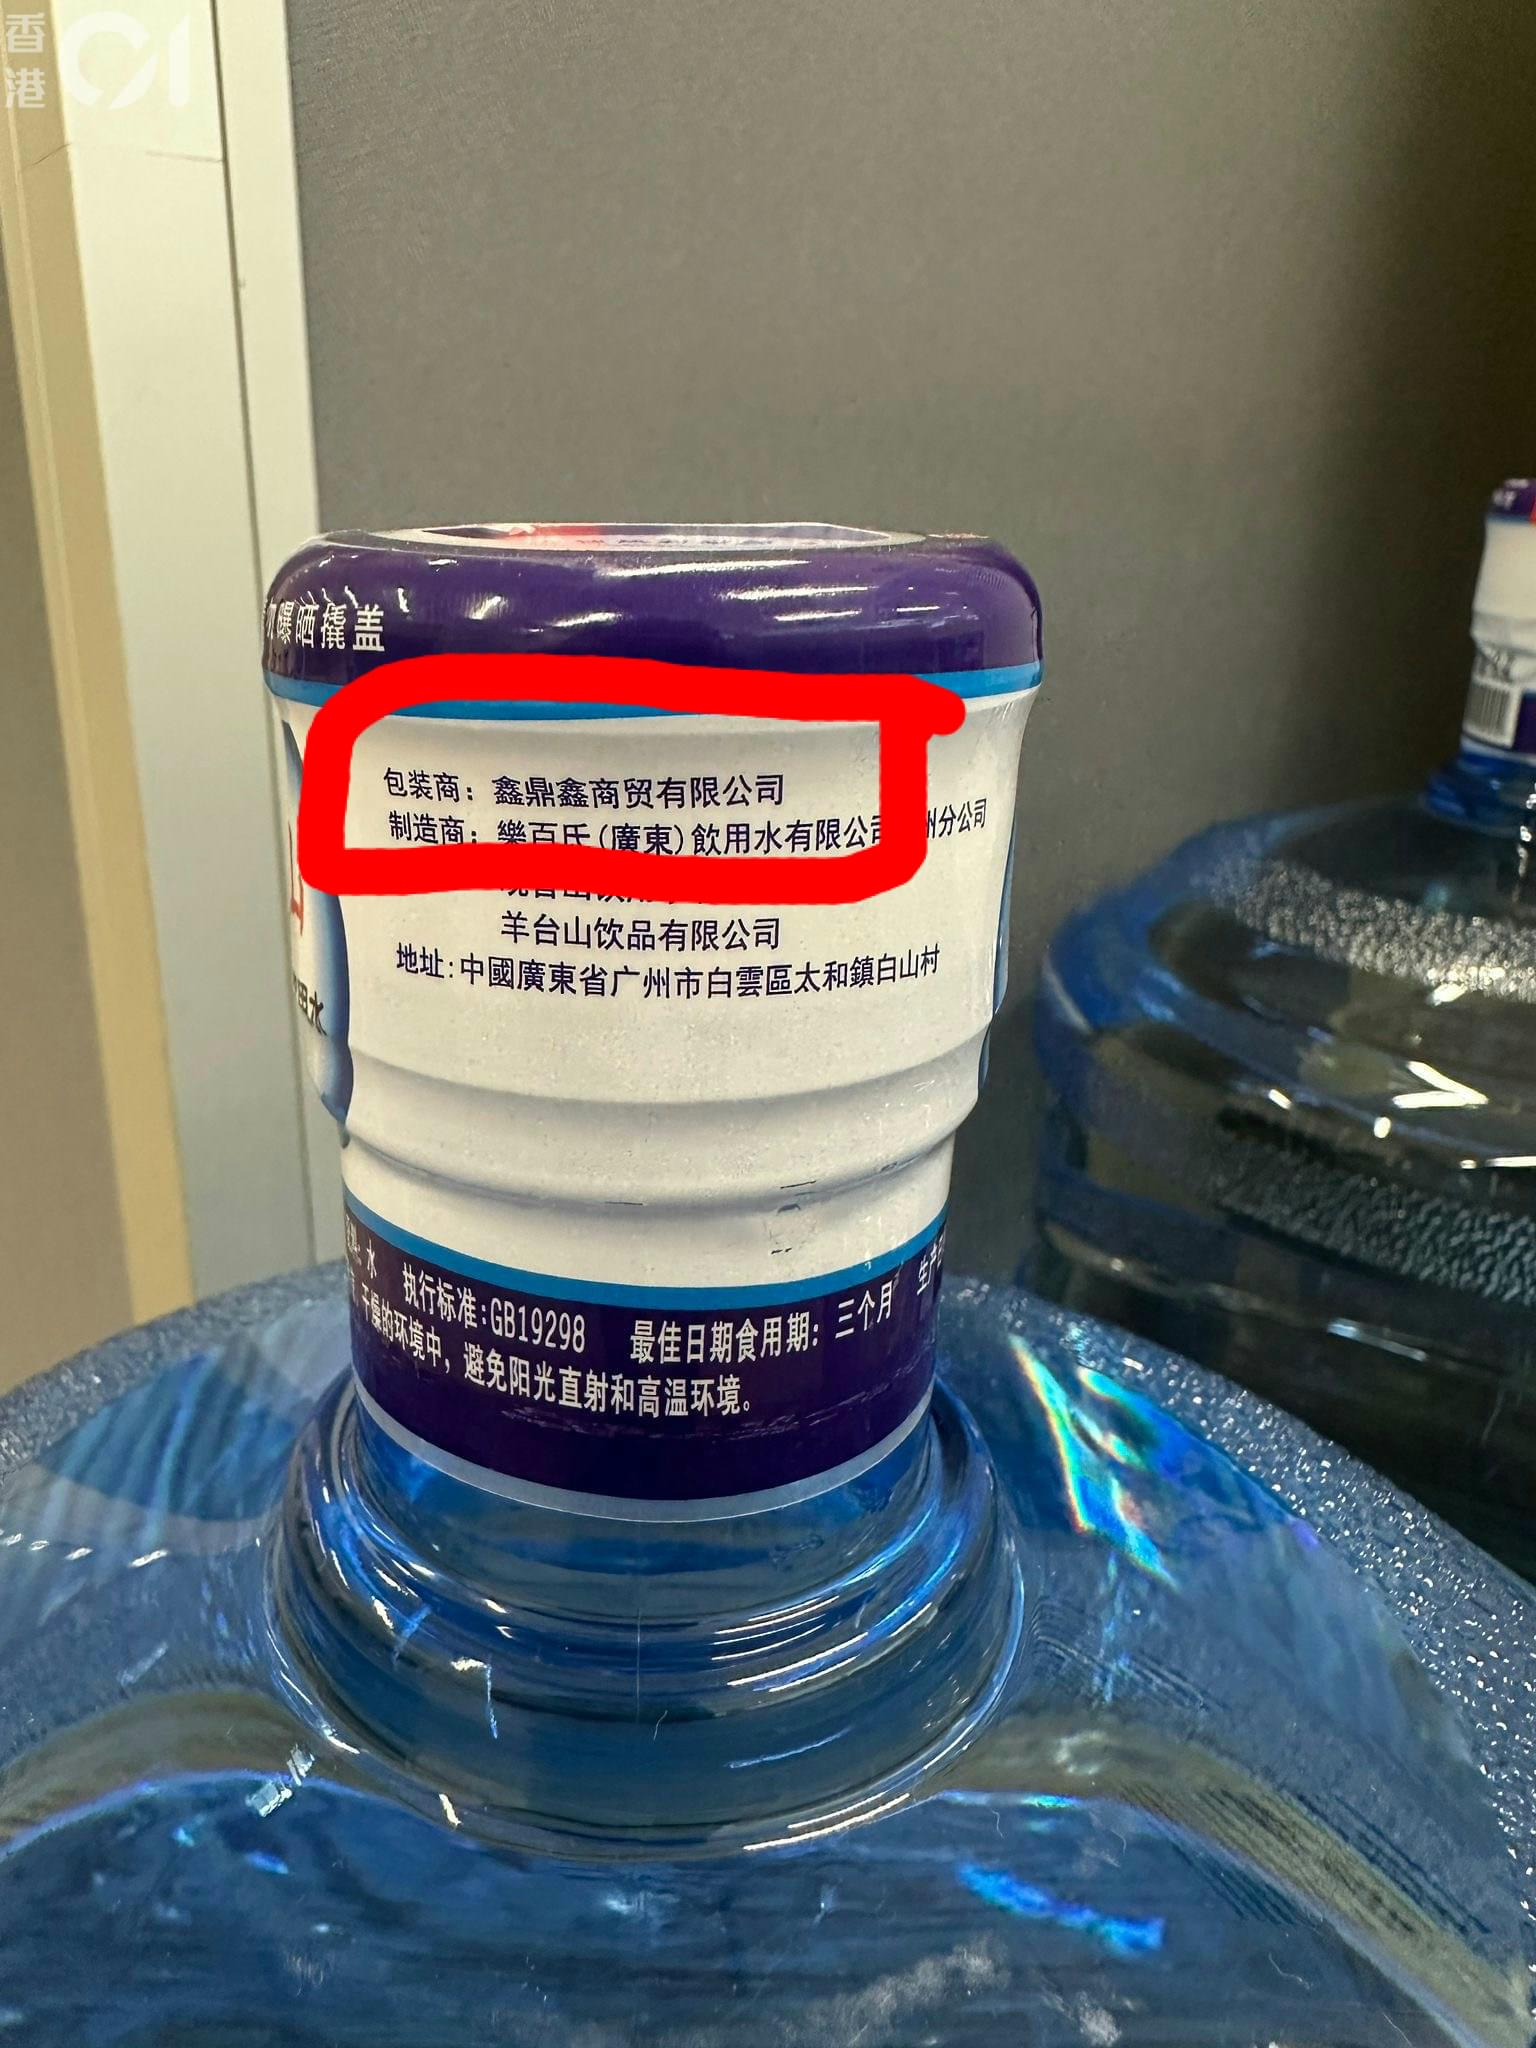 香港01
曝晒撬盖
包装商：鑫鼎鑫商贸有限公司
制造商：樂百氏(廣東)飲用水有限公司 州分公司
羊台山饮品有限公司
地址:中國廣東省广州市白雲區太和鎮白山村
水
水 执行标准:GB19298 最佳日期食用期：三个月 生产
干燥的环境中，避免阳光直射和高温环境。